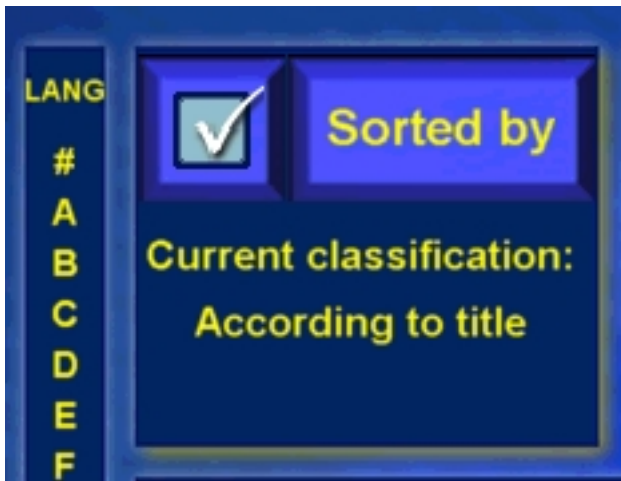 LANG
#
A
B
C
D
E
F
Sorted by
Current classification:
According to title